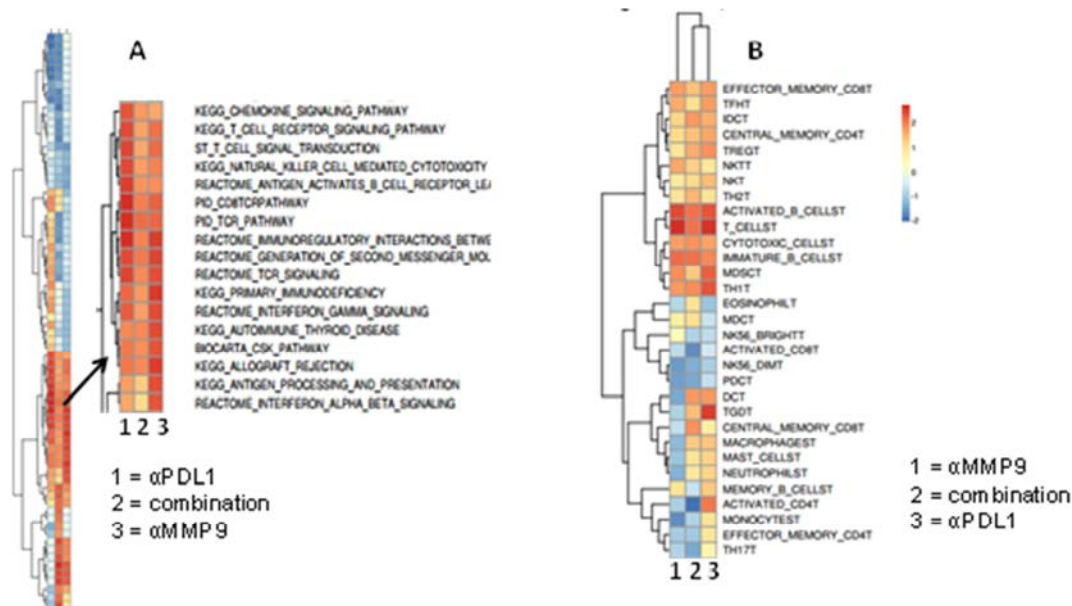 A
KEGG_CHEMOKINE_SIGNALING_PATHWAY
KEGG_T_CELL_RECEPTOR_SIGNALING_PATHWAY
ST_T_CELL_SIGNAL_TRANSDUCTION
KEGG_NATURAL_KILLER_CELL_MEDIATED_CYTOTOXICITY
REACTOME_ANTIGEN_ACTIVATES_B_CELL_RECEPTOR_LEA
PID_CD8TCRPATHWAY
PID_TCR_PATHWAY
REACTOME_IMMUNOREGULATORY_INTERACTIONS_BETWE
REACTOME_GENERATION_OF_SECOND_MESSENGER_MOL
REACTOME_TCR_SIGNALING
KEGG_PRIMARY_IMMUNODEFICIENCY
REACTOME_INTERFERON_GAMMA_SIGNALING
KEGG_AUTOIMMUNE_THYROID_DISEASE
BIOCARTA_CSK_PATHWAY
KEGG_ALLOGRAFT_REJECTION
KEGG_ANTIGEN_PROCESSING_AND_PRESENTATION
REACTOME_INTERFERON_ALPHA_BETA_SIGNALING
1 2 3
1 = αPDL1
2 = combination
3 = αMMP9
B
EFFECTOR_MEMORY_CD8T
TFHT
IDCT
CENTRAL_MEMORY_CD4T
TREGT
NKTT
NKT
TH2T
ACTIVATED_B_CELLST
T_CELLST
CYTOTOXIC_CELLST
IMMATURE_B_CELLST
MDSCT
TH1T
EOSINOPHILT
MDCT
NK56_BRIGHTT
ACTIVATED_CD8T
NK56_DIMT
PDCT
DCT
TGDT
CENTRAL_MEMORY_CD8T
MACROPHAGEST
MAST_CELLST
NEUTROPHILST
MEMORY_B_CELLST
ACTIVATED_CD4T
MONOCYTEST
EFFECTOR_MEMORY_CD4T
TH17T
1 2 3
2
1
0
-1
-2
1 = αMMP9
2 = combination
3 = αPDL1